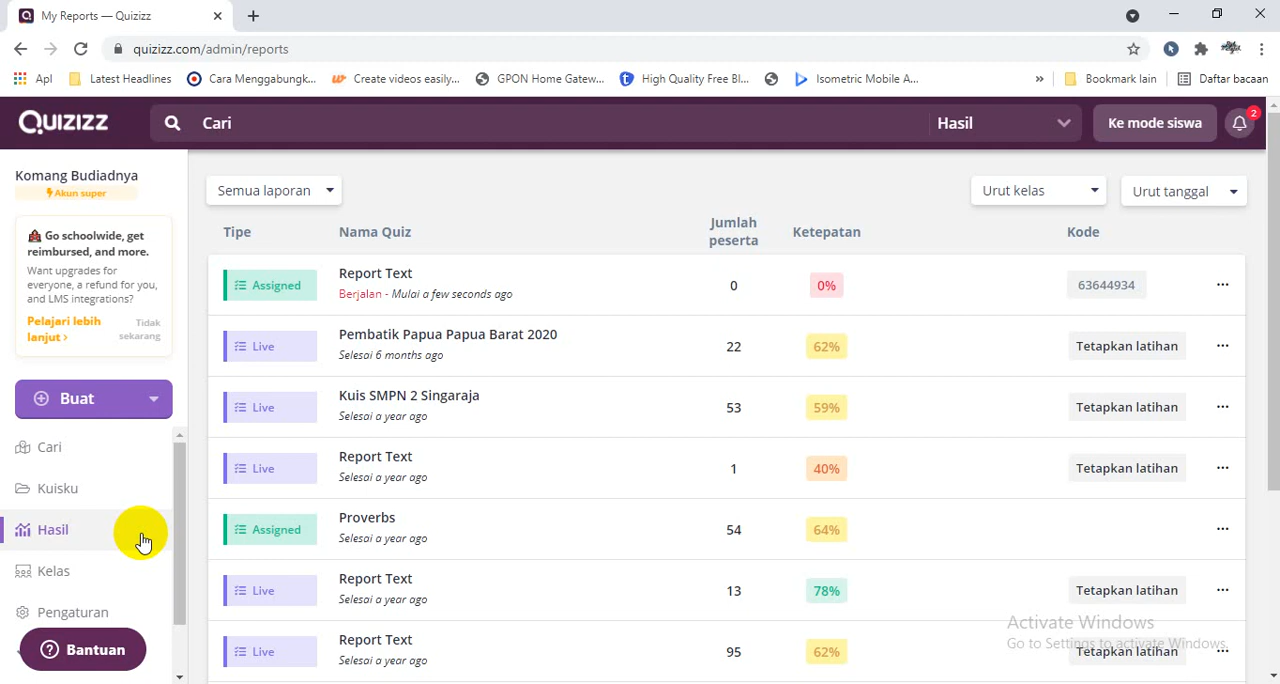 My Reports — Quizizz
quizizz.com/admin/reports
Apl
Latest Headlines
Cara Menggabungk...
Create videos easily...
GPON Home Gatew...
High Quality Free Bl...
Isometric Mobile A...
»
Bookmark lain
Daftar bacaan
QUIZIZZ
Cari
Hasil
Ke mode siswa
2
Komang Budiadnya
Akun super
Go schoolwide, get
reimbursed, and more.
Want upgrades for
everyone, a refund for you,
and LMS integrations?
Pelajari lebih
lanjut >
Tidak
sekarang
Buat
Cari
Kuisku
Hasil
Kelas
Pengaturan
Bantuan
Semua laporan
Urut kelas
Urut tanggal
Tipe
Nama Quiz
Jumlah
peserta
Ketepatan
Kode
Assigned
Report Text
Berjalan - Mulai a few seconds ago
0
0%
63644934
Live
Pembatik Papua Papua Barat 2020
Selesai 6 months ago
22
62%
Tetapkan latihan
Live
Kuis SMPN 2 Singaraja
Selesai a year ago
53
59%
Tetapkan latihan
Live
Report Text
Selesai a year ago
1
40%
Tetapkan latihan
Assigned
Proverbs
Selesai a year ago
54
64%
Live
Report Text
Selesai a year ago
13
78%
Tetapkan latihan
Live
Report Text
Selesai a year ago
95
62%
Tetapkan latihan
Activate Windows
Go to Settings to activate Windows.